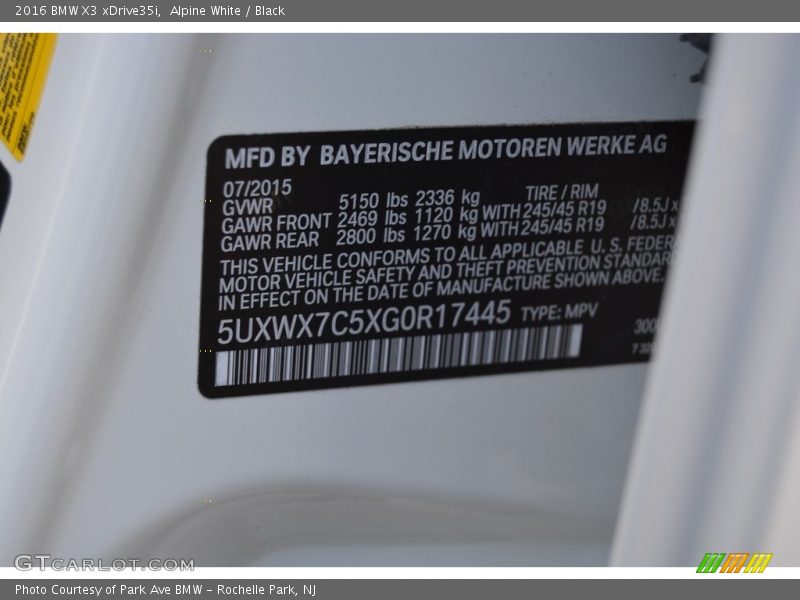 2016 BMW X3 xDrive35i, Alpine White / Black
MFD BY BAYERISCHE MOTOREN WERKE AG
07/2015
GVWR 5150 lbs 2336 kg TIRE / RIM
GAWR FRONT 2469 lbs 1120 kg WITH 245/45 R19 /8.5J x
GAWR REAR 2800 lbs 1270 kg WITH 245/45 R19 /8.5J x
THIS VEHICLE CONFORMS TO ALL APPLICABLE U. S. FEDER
MOTOR VEHICLE SAFETY AND THEFT PREVENTION STANDAR
IN EFFECT ON THE DATE OF MANUFACTURE SHOWN ABOVE.
5UXWX7C5XG0R17445 TYPE: MPV
300
GTCARLOT.COM
Photo Courtesy of Park Ave BMW – Rochelle Park, NJ